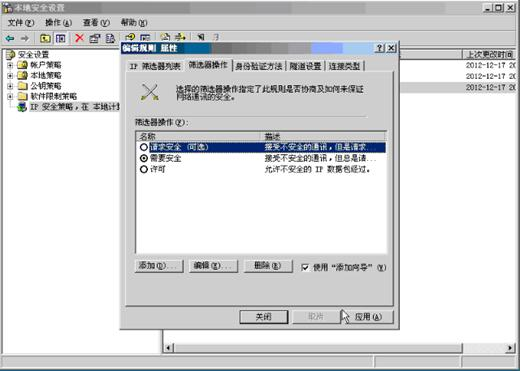 本地安全设置
文件(F) 操作(A) 查看(V) 帮助(H)
安全设置
帐户策略
本地策略
公钥策略
软件限制策略
IP 安全策略，在 本地计
上次更改时间
2012-12-17 20
2012-12-17 20
2012-12-17 20
编辑规则 属性
IP 筛选器列表 筛选器操作 身份验证方法 隧道设置 连接类型
选择的筛选器操作指定了此规则是否协商及如何来保证
网络通讯的安全。
筛选器操作(F):
名称 描述
请求安全 (可选) 接受不安全的通讯，但是请求...
需要安全 接受不安全的通讯，但总是请...
许可 允许不安全的 IP 数据包经过。
添加(D)... 编辑(E)... 删除(R) 使用“添加向导”(W)
关闭 取消 应用(A)